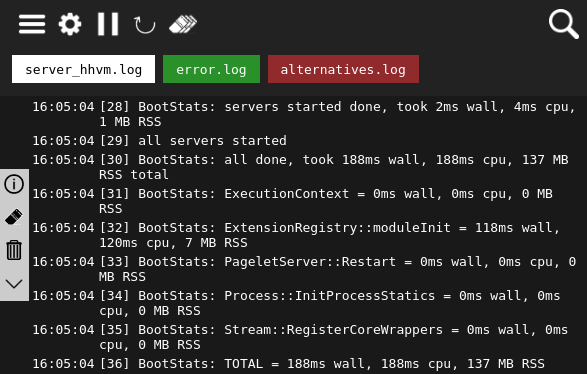 server_hhvm.log error.log alternatives.log
16:05:04 [28] BootStats: servers started done, took 2ms wall, 4ms cpu,
1 MB RSS
16:05:04 [29] all servers started
16:05:04 [30] BootStats: all done, took 188ms wall, 188ms cpu, 137 MB
RSS total
16:05:04 [31] BootStats: ExecutionContext = 0ms wall, 0ms cpu, 0 MB
RSS
16:05:04 [32] BootStats: ExtensionRegistry::moduleInit = 118ms wall,
120ms cpu, 7 MB RSS
16:05:04 [33] BootStats: PageletServer::Restart = 0ms wall, 0ms cpu, 0
MB RSS
16:05:04 [34] BootStats: Process::InitProcessStatics = 0ms wall, 0ms
cpu, 0 MB RSS
16:05:04 [35] BootStats: Stream::RegisterCoreWrappers = 0ms wall, 0ms
cpu, 0 MB RSS
16:05:04 [36] BootStats: TOTAL = 188ms wall, 188ms cpu, 137 MB RSS